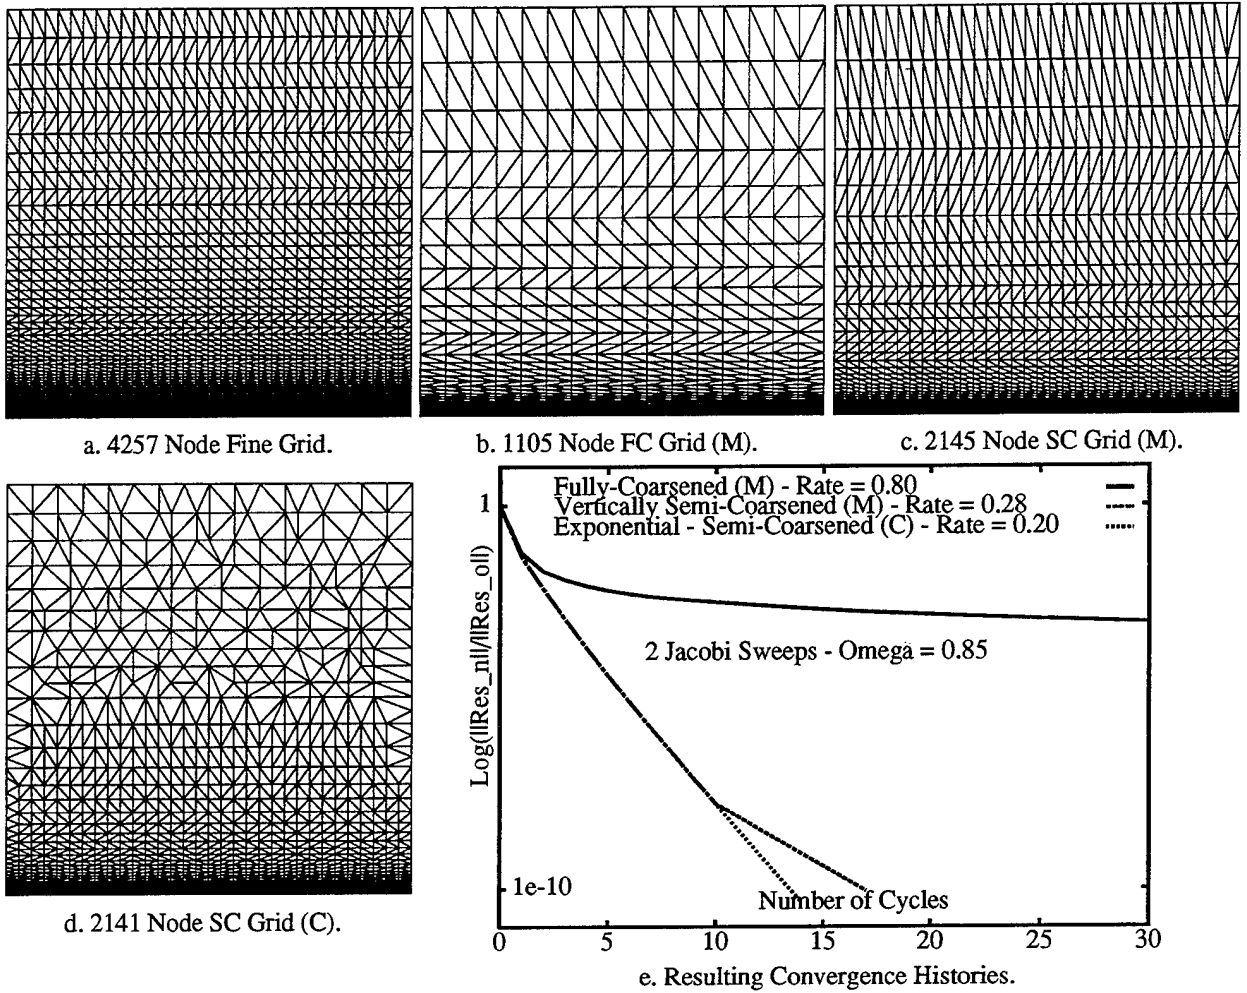 a. 4257 Node Fine Grid.
b. 1105 Node FC Grid (M).
c. 2145 Node SC Grid (M).
d. 2141 Node SC Grid (C).
Log(||Res_n||/||Res_o||)
1
1e-10
Fully-Coarsened (M) - Rate = 0.80
Vertically Semi-Coarsened (M) - Rate = 0.28
Exponential - Semi-Coarsened (C) - Rate = 0.20
2 Jacobi Sweeps - Omega = 0.85
Number of Cycles
0 5 10 15 20 25 30
e. Resulting Convergence Histories.